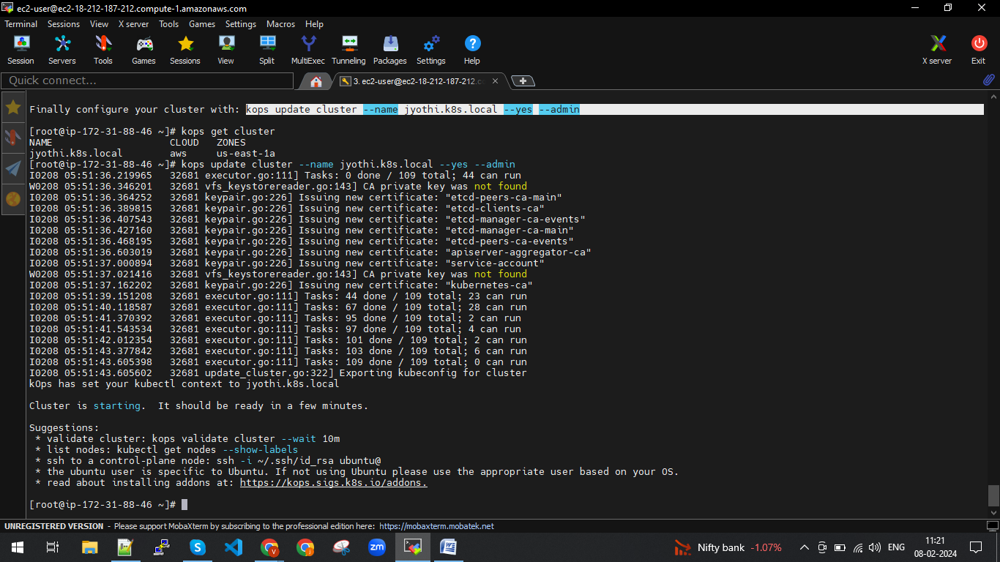 ec2-user@ec2-18-212-187-212.compute-1.amazonaws.com
Terminal Sessions View X server Tools Games Settings Macros Help
Session Servers Tools Games Sessions View Split MultiExec Tunneling Packages Settings Help X server Exit
Quick connect...
3. ec2-user@ec2-18-212-187-212.c
Finally configure your cluster with: kops update cluster --name jyothi.k8s.local --yes --admin
[root@ip-172-31-88-46 ~]# kops get cluster
NAME CLOUD ZONES
jyothi.k8s.local aws us-east-1a
[root@ip-172-31-88-46 ~]# kops update cluster --name jyothi.k8s.local --yes --admin
I0208 05:51:36.219965 32681 executor.go:111] Tasks: 0 done / 109 total; 44 can run
W0208 05:51:36.346201 32681 vfs_keystorereader.go:143] CA private key was not found
I0208 05:51:36.364252 32681 keypair.go:226] Issuing new certificate: "etcd-peers-ca-main"
I0208 05:51:36.389815 32681 keypair.go:226] Issuing new certificate: "etcd-clients-ca"
I0208 05:51:36.407543 32681 keypair.go:226] Issuing new certificate: "etcd-manager-ca-events"
I0208 05:51:36.427160 32681 keypair.go:226] Issuing new certificate: "etcd-manager-ca-main"
I0208 05:51:36.468195 32681 keypair.go:226] Issuing new certificate: "etcd-peers-ca-events"
I0208 05:51:36.603019 32681 keypair.go:226] Issuing new certificate: "apiserver-aggregator-ca"
I0208 05:51:37.000894 32681 keypair.go:226] Issuing new certificate: "service-account"
W0208 05:51:37.021416 32681 vfs_keystorereader.go:143] CA private key was not found
I0208 05:51:37.162202 32681 keypair.go:226] Issuing new certificate: "kubernetes-ca"
I0208 05:51:39.151208 32681 executor.go:111] Tasks: 44 done / 109 total; 23 can run
I0208 05:51:40.118587 32681 executor.go:111] Tasks: 67 done / 109 total; 28 can run
I0208 05:51:41.370392 32681 executor.go:111] Tasks: 95 done / 109 total; 2 can run
I0208 05:51:41.543534 32681 executor.go:111] Tasks: 97 done / 109 total; 4 can run
I0208 05:51:42.012354 32681 executor.go:111] Tasks: 101 done / 109 total; 2 can run
I0208 05:51:43.377842 32681 executor.go:111] Tasks: 103 done / 109 total; 6 can run
I0208 05:51:43.605398 32681 executor.go:111] Tasks: 109 done / 109 total; 0 can run
I0208 05:51:43.605602 32681 update_cluster.go:322] Exporting kubeconfig for cluster
kOps has set your kubectl context to jyothi.k8s.local
Cluster is starting. It should be ready in a few minutes.
Suggestions:
* validate cluster: kops validate cluster --wait 10m
* list nodes: kubectl get nodes --show-labels
* ssh to a control-plane node: ssh -i ~/.ssh/id_rsa ubuntu@
* the ubuntu user is specific to Ubuntu. If not using Ubuntu please use the appropriate user based on your OS.
* read about installing addons at: https://kops.sigs.k8s.io/addons.
[root@ip-172-31-88-46 ~]#
UNREGISTERED VERSION - Please support MobaXterm by subscribing to the professional edition here: https://mobaxterm.mobatek.net
Nifty bank -1.07% ENG 11:21
08-02-2024